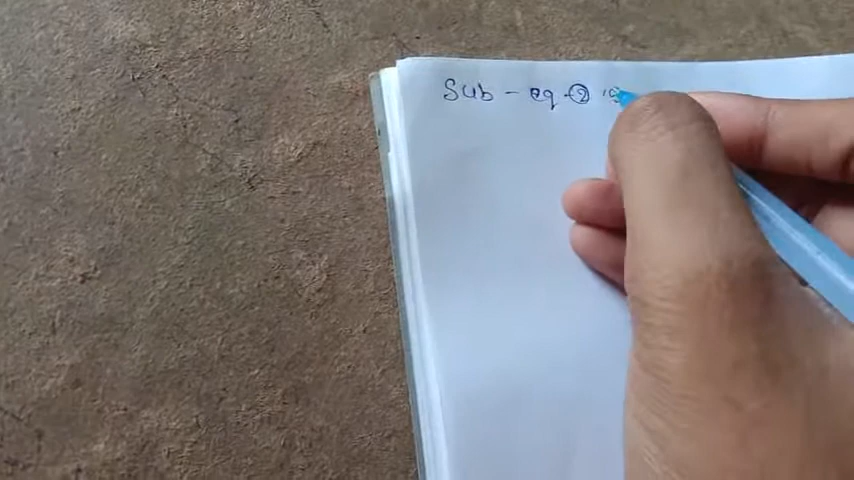 Sub - eq - ②